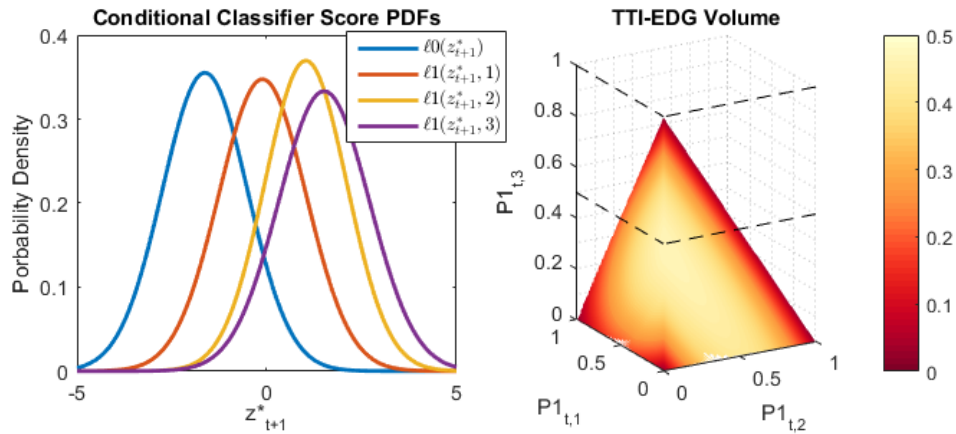 Conditional Classifier Score PDFs
Porbability Density
0.4
0.3
0.2
0.1
0
-5
0
5
z*t+1
ℓ0(z*t+1)
ℓ1(z*t+1, 1)
ℓ1(z*t+1, 2)
ℓ1(z*t+1, 3)
TTI-EDG Volume
P1t,3
1
0.8
0.6
0.4
0.2
0
1
0.5
0
P1t,1
0
0.5
1
P1t,2
0.5
0.4
0.3
0.2
0.1
0